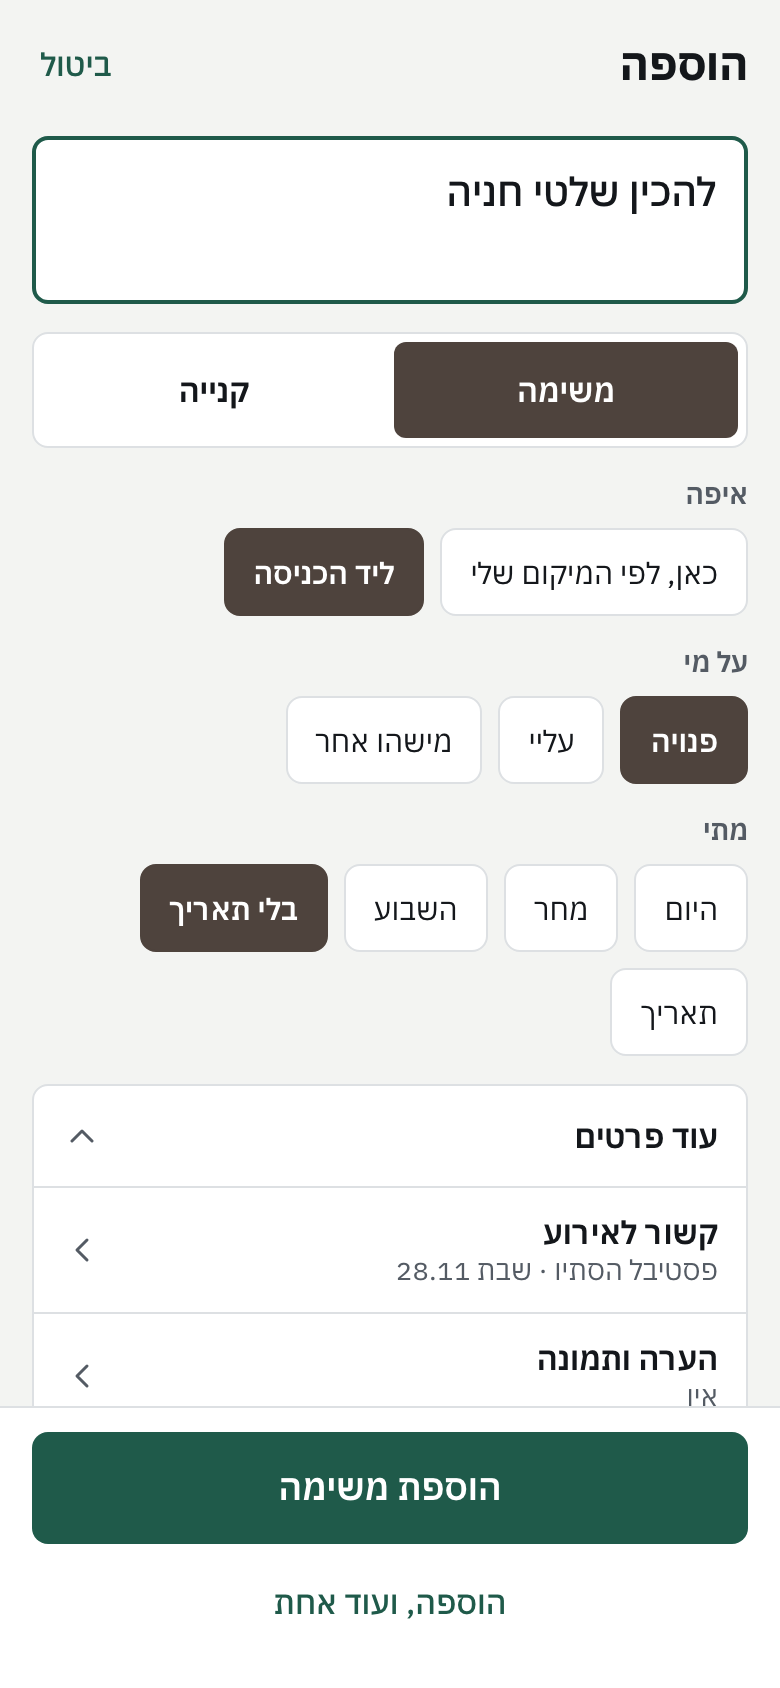 הוספה
ביטול
להכין שלטי חניה
משימה
קנייה
איפה
כאן, לפי המיקום שלי
ליד הכניסה
על מי
פנויה
עליי
מישהו אחר
מתי
היום
מחר
השבוע
בלי תאריך
תאריך
עוד פרטים
קשור לאירוע
פסטיבל הסתיו · שבת 28.11
הערה ותמונה
אין
הוספת משימה
הוספה, ועוד אחת